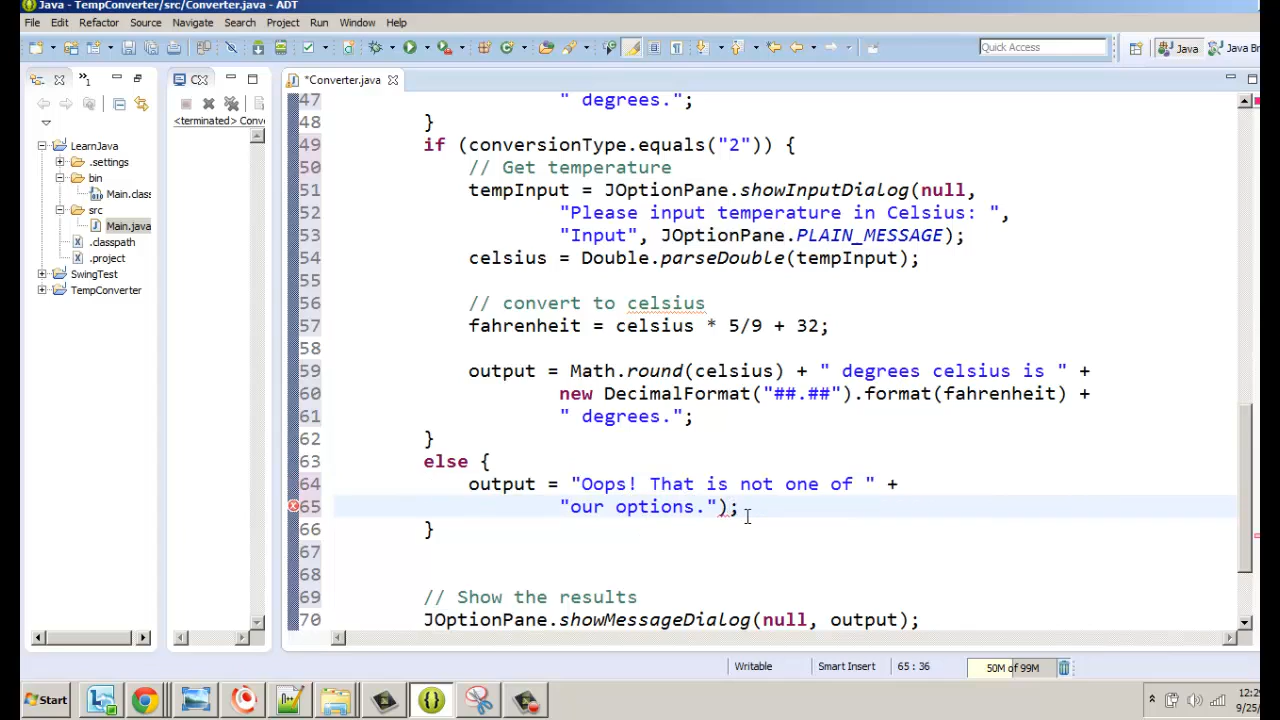 Java - TempConverter/src/Converter.java - ADT
File Edit Refactor Source Navigate Search Project Run Window Help
Quick Access Java Java Br
*Converter.java
<terminated> Conv
LearnJava
.settings
bin
Main.class
src
Main.java
.classpath
.project
SwingTest
TempConverter
47 " degrees.";
48 }
49 if (conversionType.equals("2")) {
50 // Get temperature
51 tempInput = JOptionPane.showInputDialog(null,
52 "Please input temperature in Celsius: ",
53 "Input", JOptionPane.PLAIN_MESSAGE);
54 celsius = Double.parseDouble(tempInput);
55
56 // convert to celsius
57 fahrenheit = celsius * 5/9 + 32;
58
59 output = Math.round(celsius) + " degrees celsius is " +
60 new DecimalFormat("##.##").format(fahrenheit) +
61 " degrees.";
62 }
63 else {
64 output = "Oops! That is not one of " +
65 "our options.");
66 }
67
68
69 // Show the results
70 JOptionPane.showMessageDialog(null, output);
Writable Smart Insert 65 : 36 50M of 99M
Start
12:2
9/25/